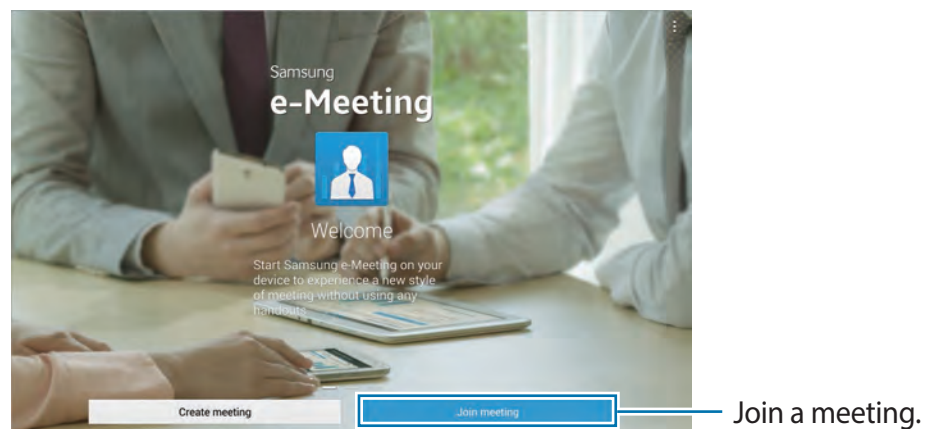 Samsung
e-Meeting
Welcome
Start Samsung e-Meeting on your
device to experience a new style
of meeting without using any
handouts
Create meeting
Join meeting
Join a meeting.